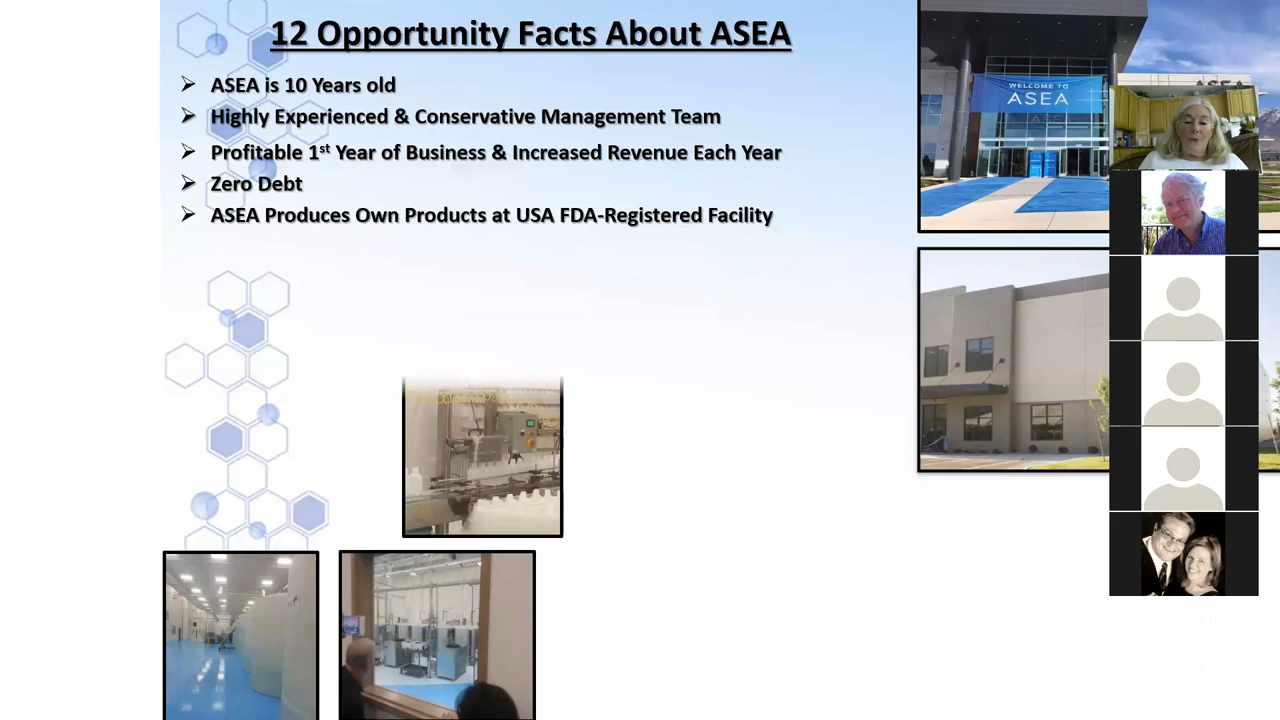 12 Opportunity Facts About ASEA
➢ ASEA is 10 Years old
➢ Highly Experienced & Conservative Management Team
➢ Profitable 1st Year of Business & Increased Revenue Each Year
➢ Zero Debt
➢ ASEA Produces Own Products at USA FDA-Registered Facility
WELCOME TO
ASEA
ASEA